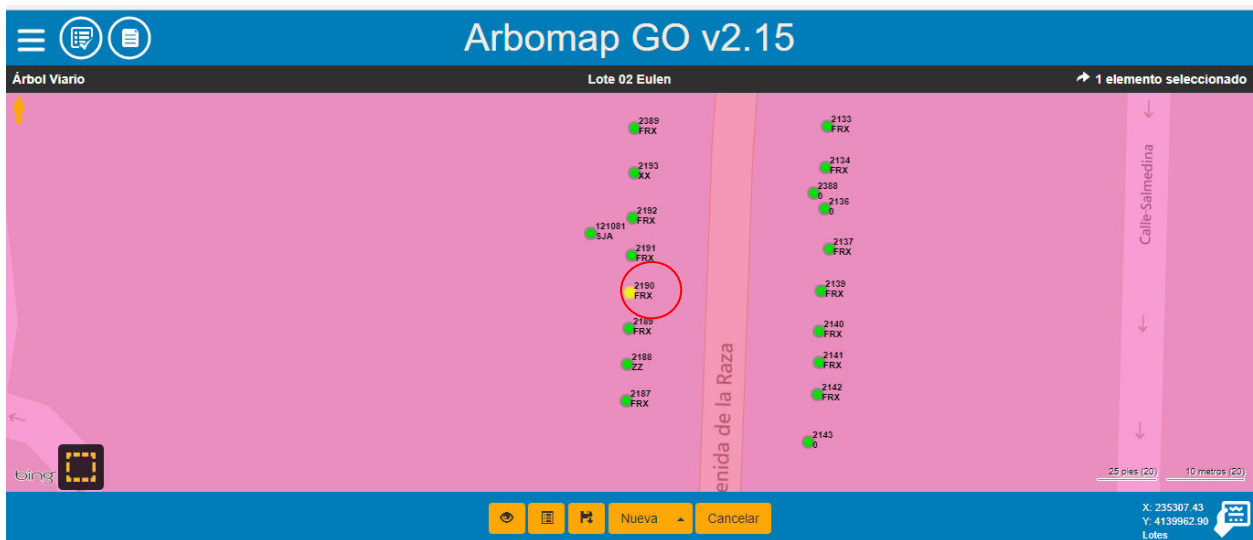 Arbomap GO v2.15
Árbol Viario
Lote 02 Eulen
1 elemento seleccionado
2389
FRX
2193
XX
2192
FRX
121081
SJA
2191
FRX
2190
FRX
2189
FRX
2188
ZZ
2187
FRX
enida de la Raza
2133
FRX
2134
FRX
2388
0
2136
0
2137
FRX
2139
FRX
2140
FRX
2141
FRX
2142
FRX
2143
0
Calle Salmedina
bing
25 pies (20)
10 metros (20)
Nueva
Cancelar
X: 235307.43
Y: 4139962.90
Lotes